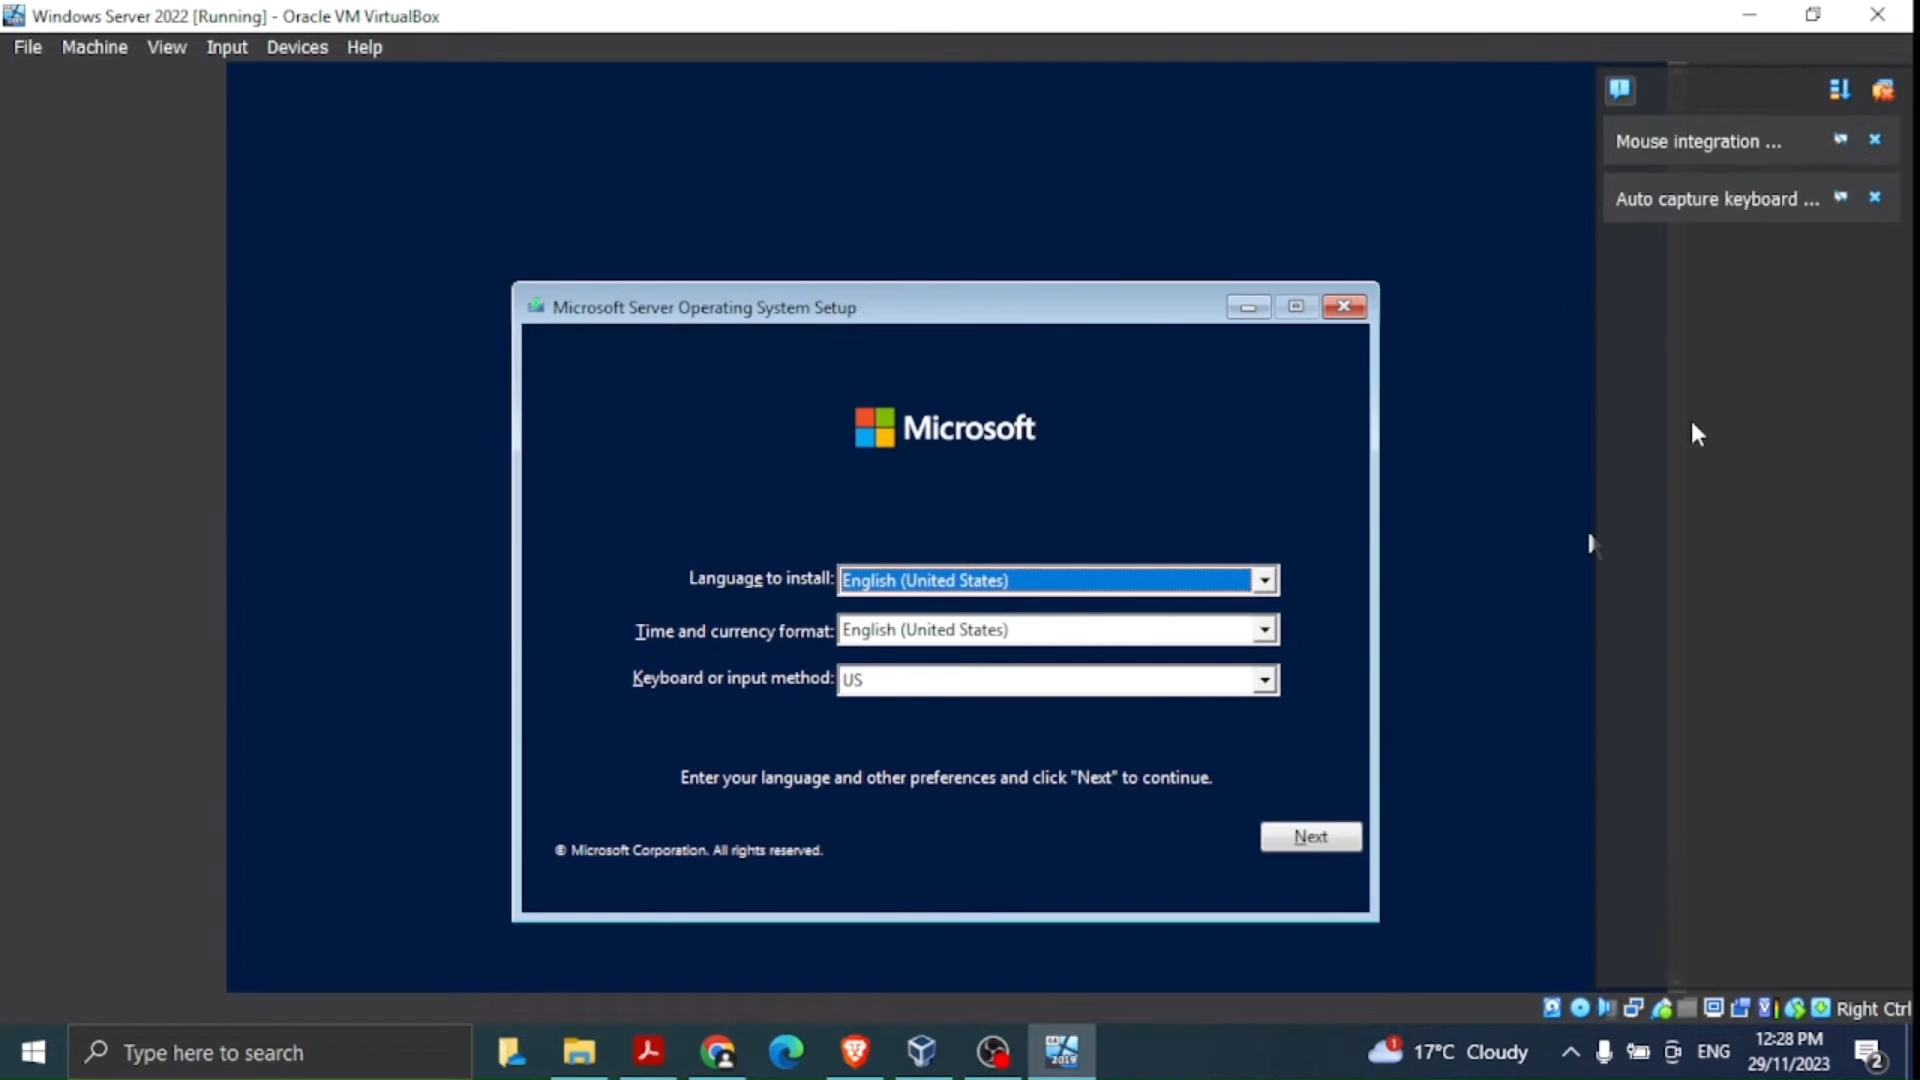 Windows Server 2022 [Running] - Oracle VM VirtualBox
File Machine View Input Devices Help
Mouse integration ...
Auto capture keyboard ...
Microsoft Server Operating System Setup
Microsoft
Language to install: English (United States)
Time and currency format: English (United States)
Keyboard or input method: US
Enter your language and other preferences and click "Next" to continue.
Next
© Microsoft Corporation. All rights reserved.
Right Ctrl
Type here to search
2019
1
17°C Cloudy
ENG
12:28 PM
29/11/2023
2